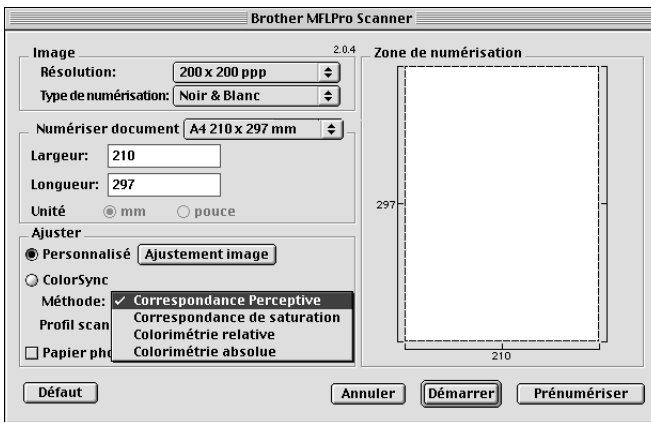 Brother MFLPro Scanner
Image
2.0.4
Résolution: 200 x 200 ppp
Type de numérisation: Noir & Blanc
Numériser document A4 210 x 297 mm
Largeur: 210
Longueur: 297
Unité mm pouce
Ajuster
Personnalisé Ajustement image
ColorSync
Méthode: ✓ Correspondance Perceptive
Correspondance de saturation
Profil scan
Colorimétrie relative
Papier
Colorimétrie absolue
Zone de numérisation
297
210
Défaut Annuler Démarrer Prénumériser